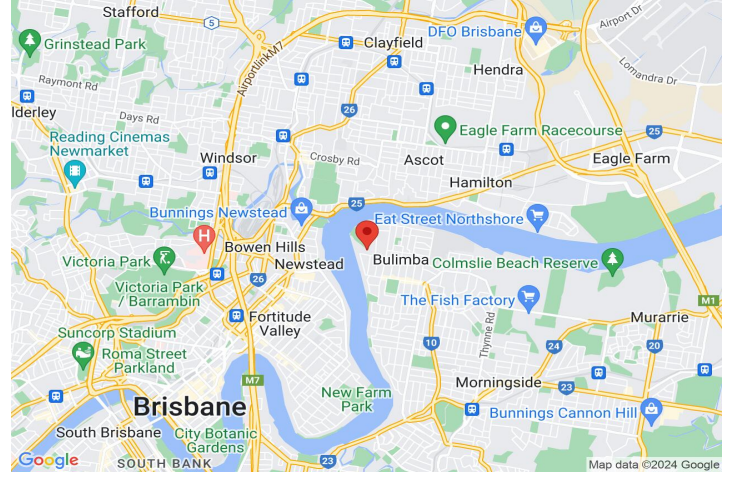 Stafford
5
Grinstead Park
AirportlinkM7
Clayfield
DFO Brisbane
Airport Dr
Hendra
Lomandra Dr
Raymont Rd
lderley
Days Rd
26
Reading Cinemas
Newmarket
Windsor
Crosby Rd
Ascot
Eagle Farm Racecourse
25
Eagle Farm
Hamilton
Bunnings Newstead
25
Eat Street Northshore
H
Bowen Hills
Newstead
Bulimba
Victoria Park
Colmslie Beach Reserve
Victoria Park
/ Barrambin
26
The Fish Factory
M1
Fortitude
Valley
Murarrie
Suncorp Stadium
Thynne Rd
Roma Street
Parkland
10
24
20
M7
Morningside
23
New Farm
Park
Brisbane
Bunnings Cannon Hill
South Brisbane
City Botanic
Gardens
Google
SOUTH BANK
23
Map data ©2024 Google